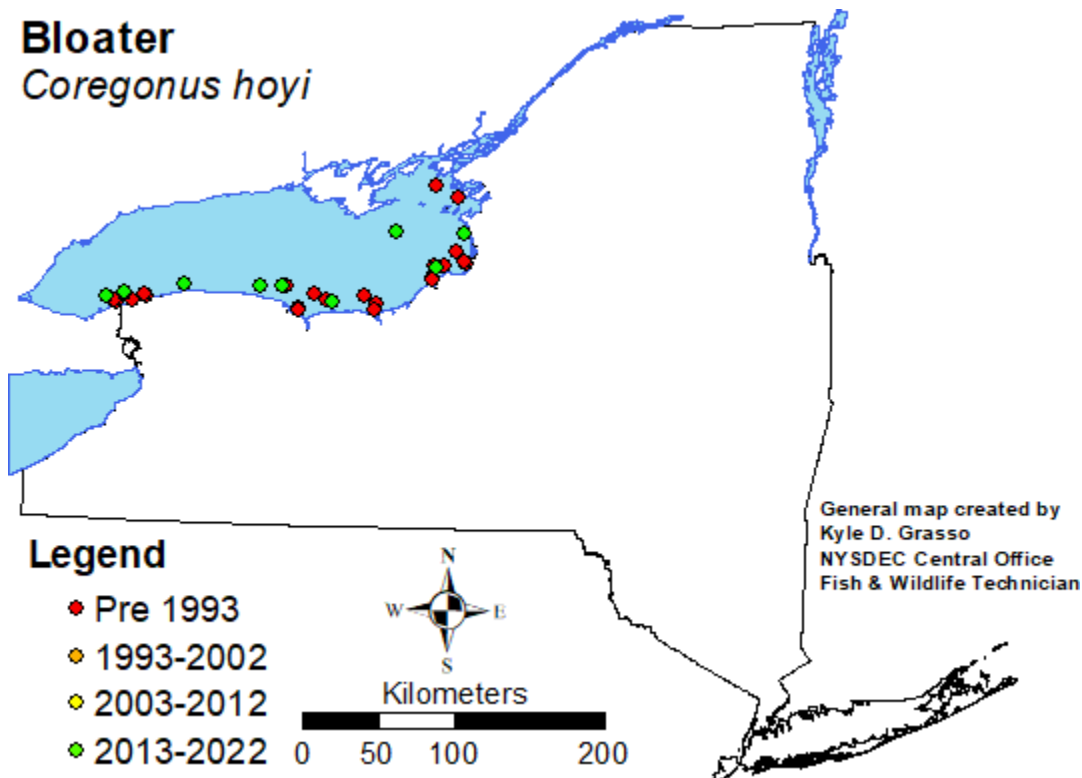 Bloater
Coregonus hoyi
General map created by
Kyle D. Grasso
NYSDEC Central Office
Fish & Wildlife Technician
Legend
Pre 1993
1993-2002
2003-2012
2013-2022
N
W E
S
Kilometers
0 50 100 200